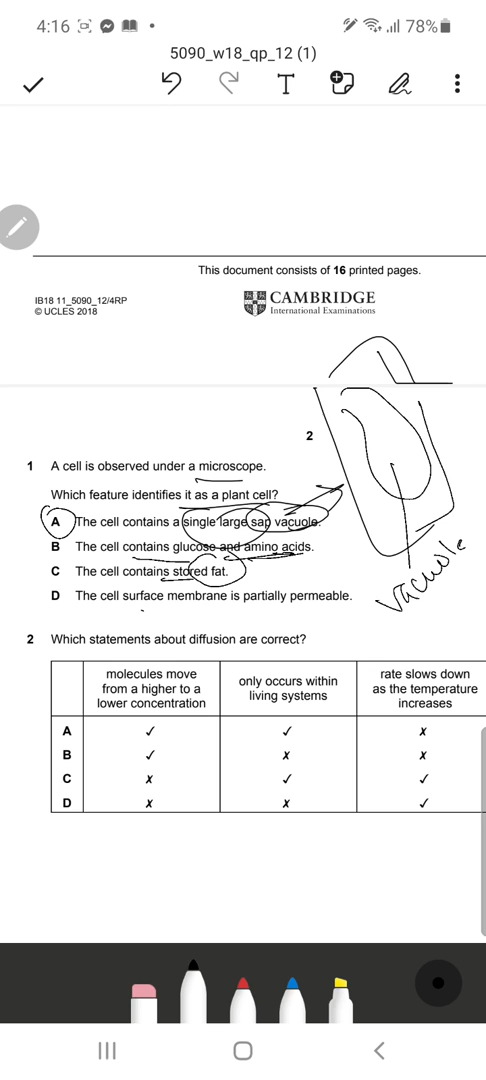 4:16 78%
5090_w18_qp_12 (1)
T
This document consists of 16 printed pages.
IB18 11_5090_12/4RP
© UCLES 2018
CAMBRIDGE
International Examinations
2
1 A cell is observed under a microscope.
Which feature identifies it as a plant cell?
A The cell contains a single large sap vacuole.
B The cell contains glucose and amino acids.
C The cell contains stored fat.
D The cell surface membrane is partially permeable.
vacuole
2 Which statements about diffusion are correct?
molecules move from a higher to a lower concentration
only occurs within living systems
rate slows down as the temperature increases
A ✓ ✓ ✗
B ✓ ✗ ✗
C ✗ ✓ ✓
D ✗ ✗ ✓